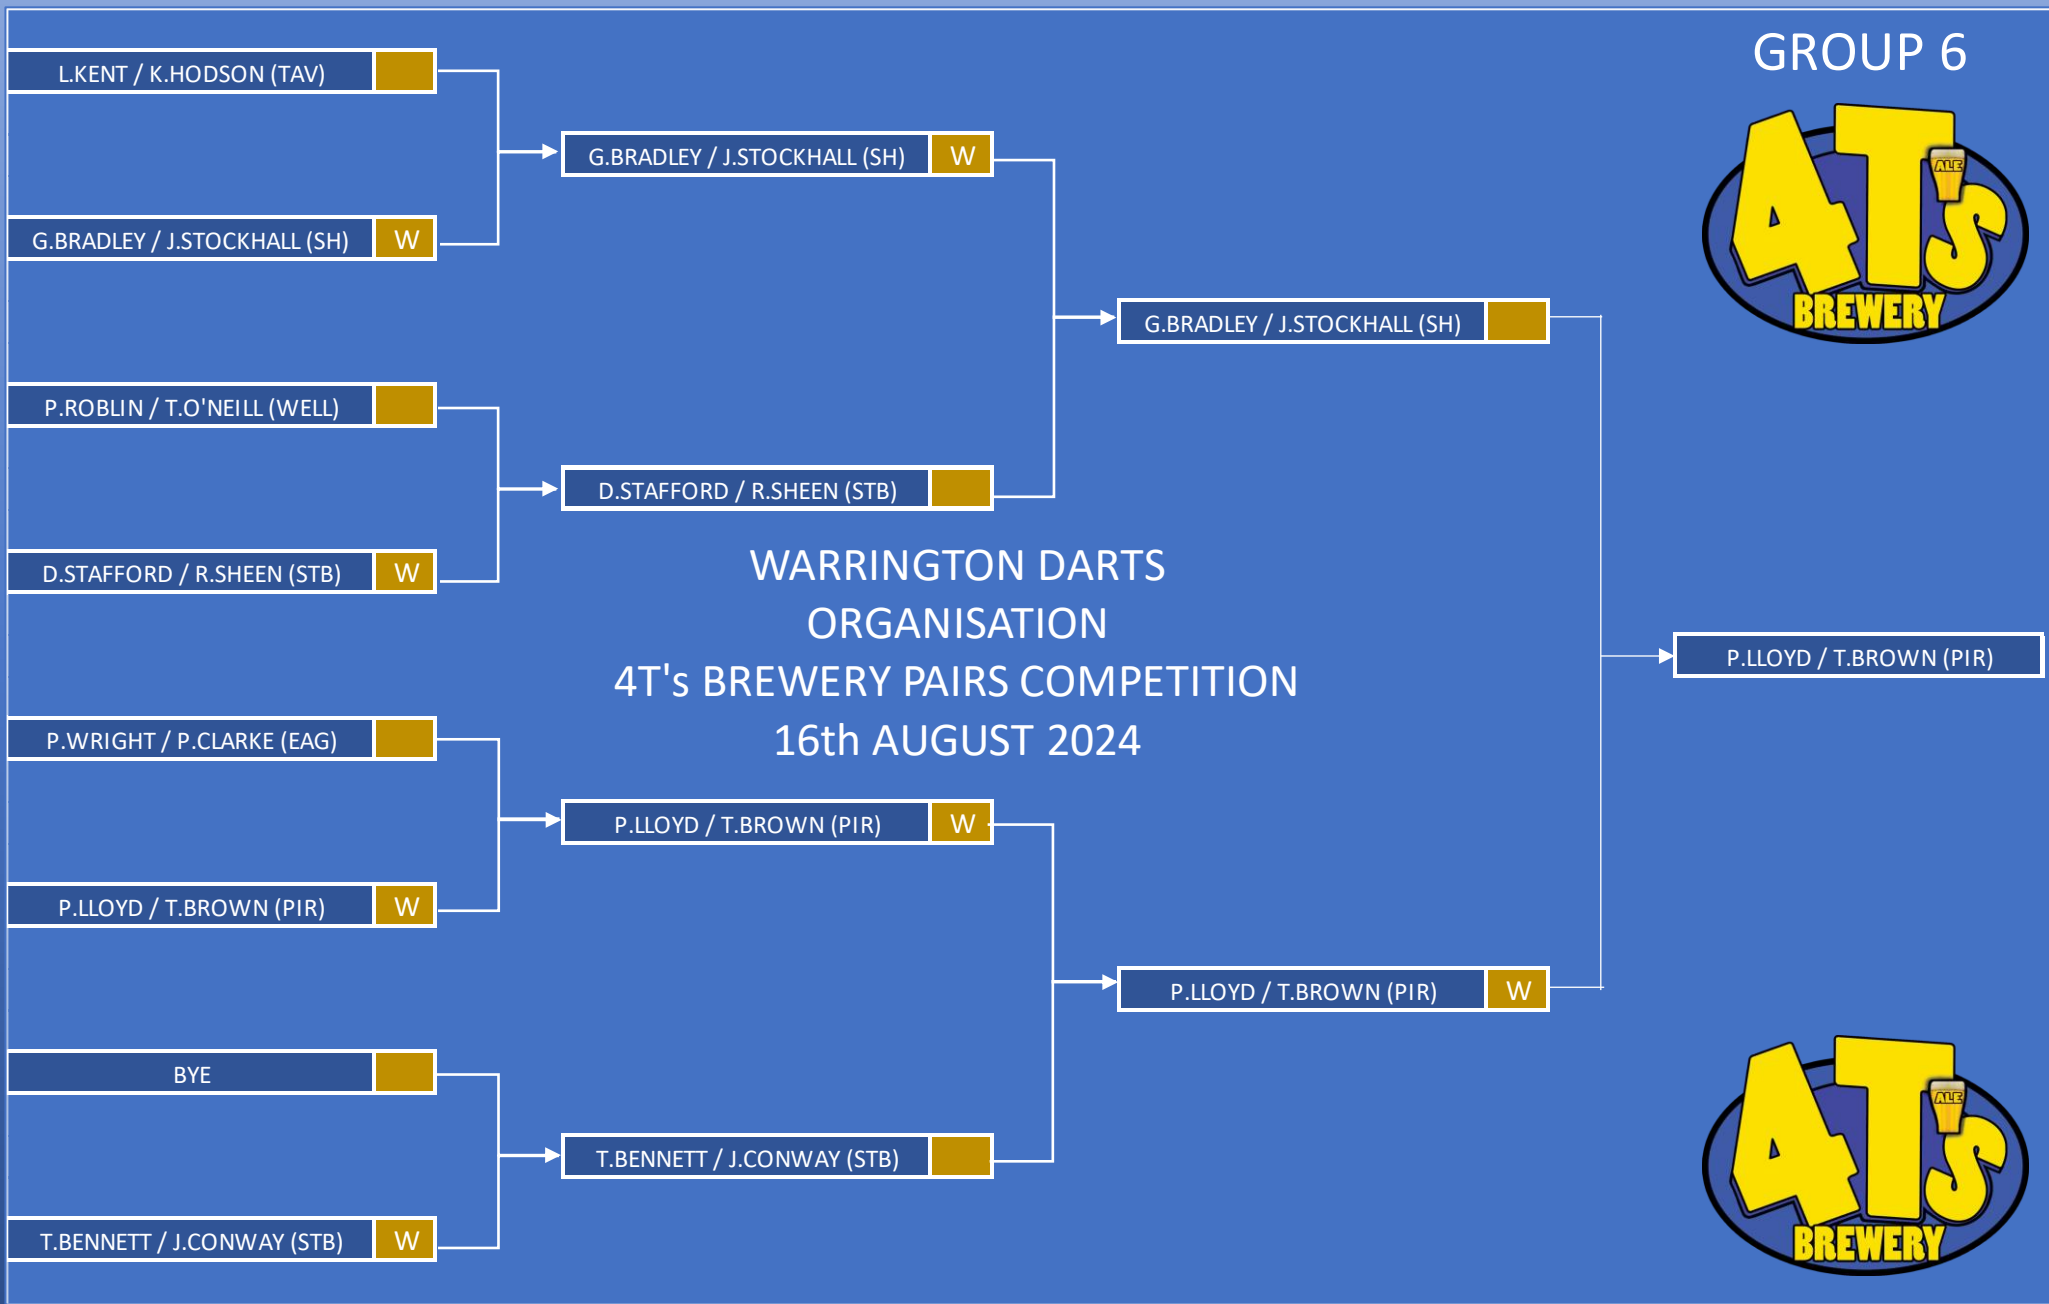 GROUP 6
4T's
ALE
BREWERY
L.KENT / K.HODSON (TAV)
G.BRADLEY / J.STOCKHALL (SH) W
P.ROBLIN / T.O'NEILL (WELL)
D.STAFFORD / R.SHEEN (STB) W
P.WRIGHT / P.CLARKE (EAG)
P.LLOYD / T.BROWN (PIR) W
BYE
T.BENNETT / J.CONWAY (STB) W
G.BRADLEY / J.STOCKHALL (SH) W
D.STAFFORD / R.SHEEN (STB)
WARRINGTON DARTS
ORGANISATION
4T's BREWERY PAIRS COMPETITION
16th AUGUST 2024
P.LLOYD / T.BROWN (PIR) W
T.BENNETT / J.CONWAY (STB)
G.BRADLEY / J.STOCKHALL (SH)
P.LLOYD / T.BROWN (PIR) W
P.LLOYD / T.BROWN (PIR)
4T's
ALE
BREWERY